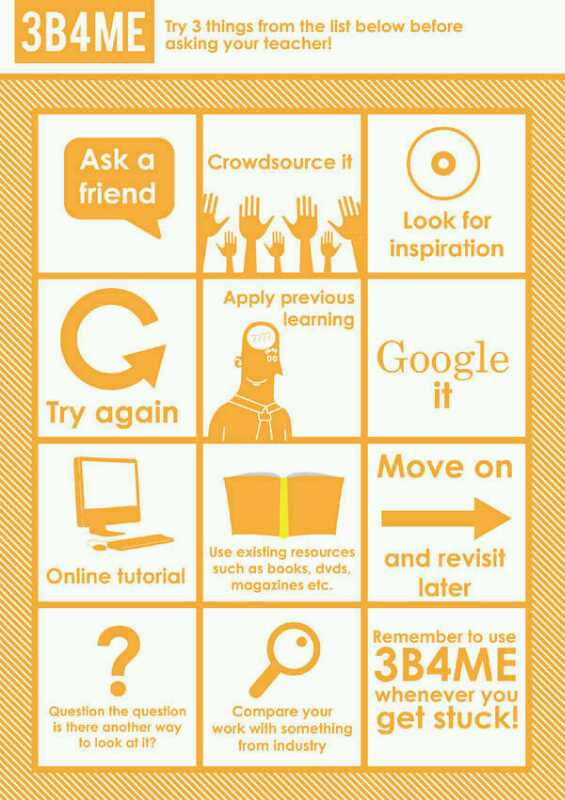 3B4ME
Try 3 things from the list below before
asking your teacher!
Ask a
friend
Crowdsource it
Look for
inspiration
Try again
Apply previous
learning
????
Google
it
Online tutorial
Use existing resources
such as books, dvds,
magazines etc.
Move on
and revisit
later
?
Question the question
is there another way
to look at it?
Compare your
work with something
from industry
Remember to use
3B4ME
whenever you
get stuck!